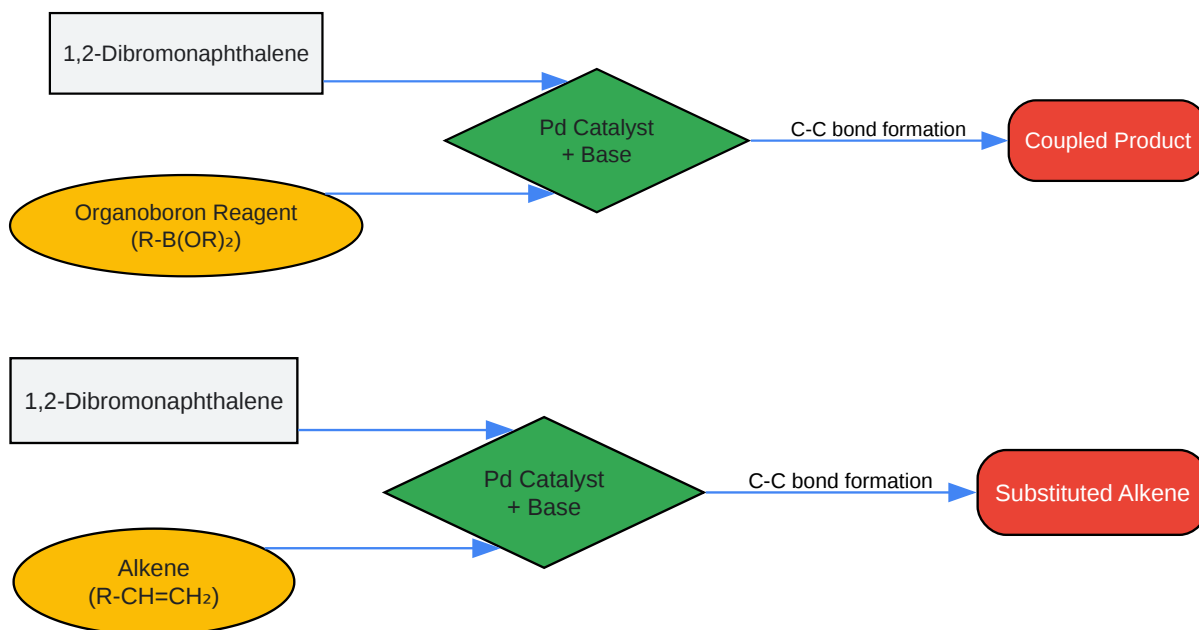 1,2-Dibromonaphthalene
Organoboron Reagent
(R-B(OR)₂)
Pd Catalyst
+ Base
C-C bond formation
Coupled Product
1,2-Dibromonaphthalene
Alkene
(R-CH=CH₂)
Pd Catalyst
+ Base
C-C bond formation
Substituted Alkene